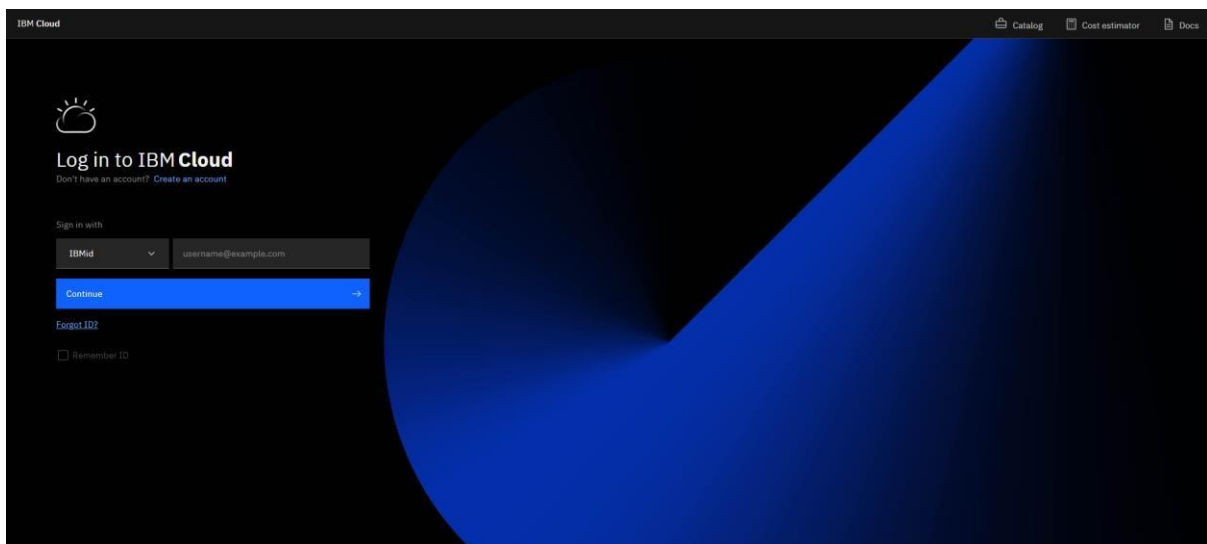 IBM Cloud Catalog Cost estimator Docs
Log in to IBM Cloud
Don't have an account? Create an account
Sign in with
IBMid username@example.com
Continue
Forgot ID?
Remember ID